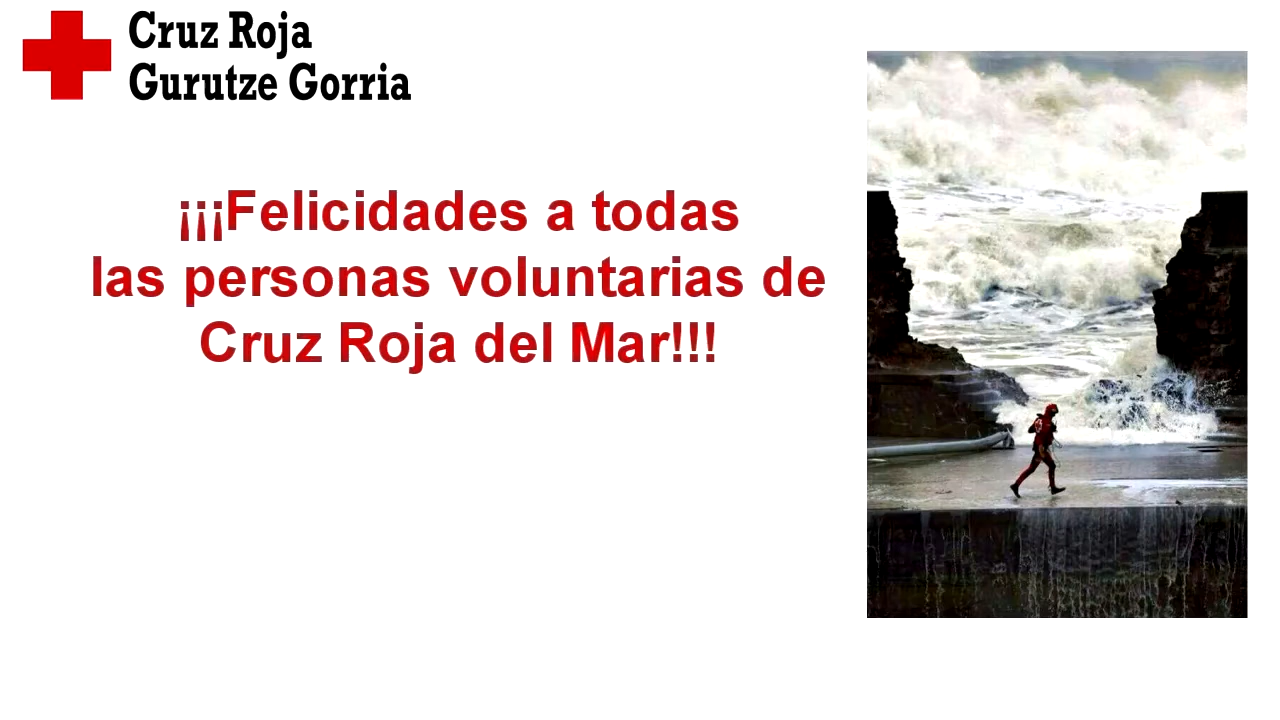 Cruz Roja
Gurutze Gorria
¡¡¡Felicidades a todas
las personas voluntarias de
Cruz Roja del Mar!!!